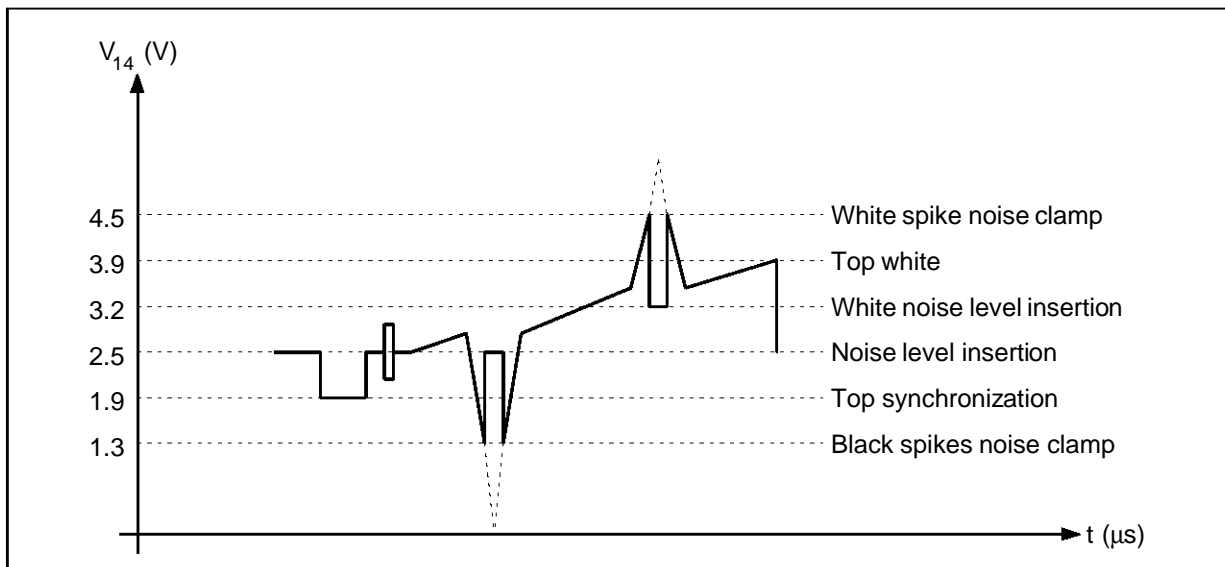 V14 (V)
4.5 White spike noise clamp
3.9 Top white
3.2 White noise level insertion
2.5 Noise level insertion
1.9 Top synchronization
1.3 Black spikes noise clamp
t (μs)